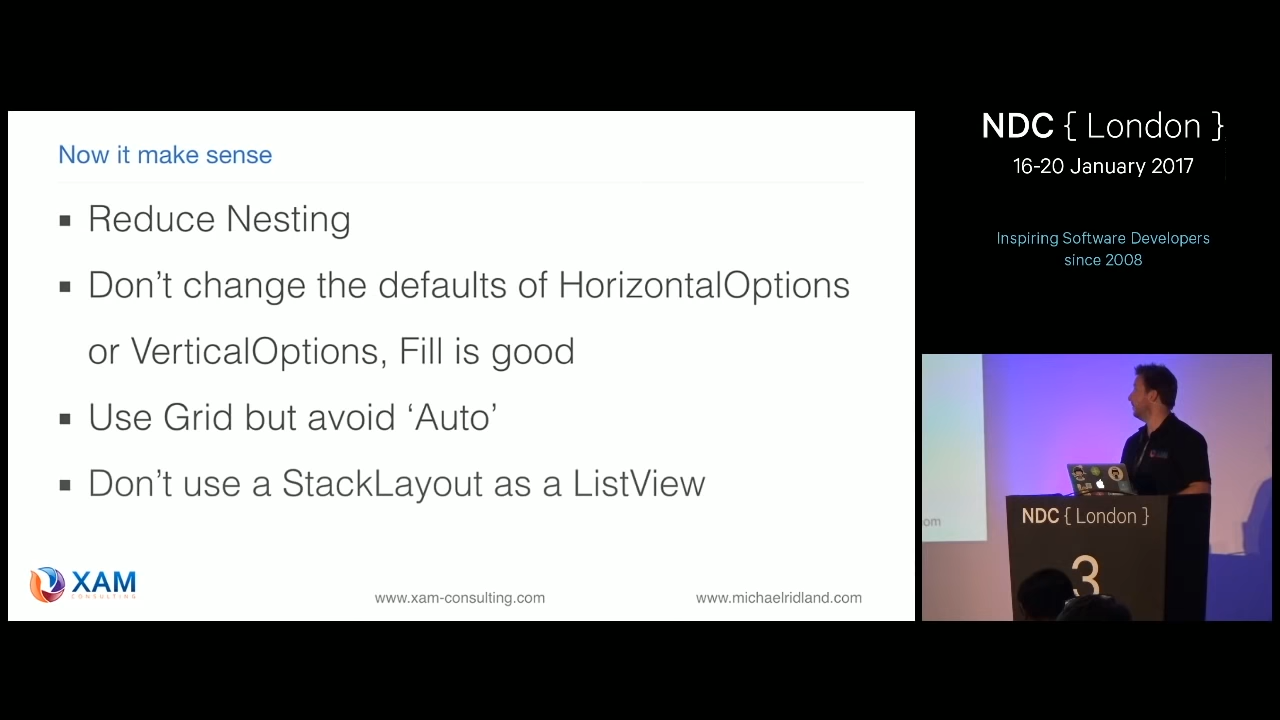 Now it make sense
▪ Reduce Nesting
▪ Don’t change the defaults of HorizontalOptions
or VerticalOptions, Fill is good
▪ Use Grid but avoid ‘Auto’
▪ Don’t use a StackLayout as a ListView
XAM
CONSULTING
www.xam-consulting.com
www.michaelridland.com
NDC { London }
16-20 January 2017
Inspiring Software Developers
since 2008
om
NDC { London }
3